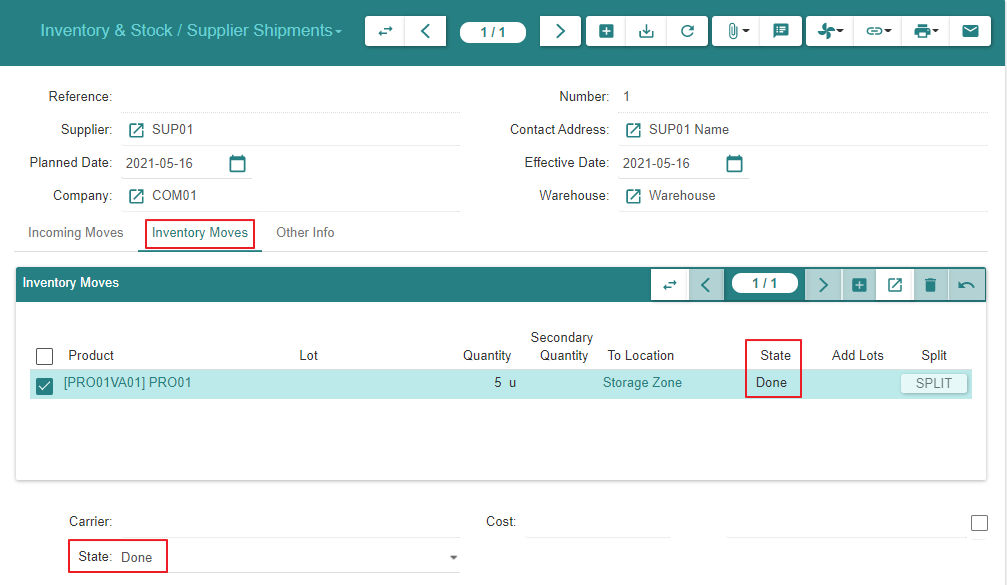 Inventory & Stock / Supplier Shipments
1 / 1
Reference:
Number: 1
Supplier: SUP01
Contact Address: SUP01 Name
Planned Date: 2021-05-16
Effective Date: 2021-05-16
Company: COM01
Warehouse: Warehouse
Incoming Moves Inventory Moves Other Info
Inventory Moves
1 / 1
Product Lot Quantity Secondary Quantity To Location State Add Lots Split
[PRO01VA01] PRO01 5 u Storage Zone Done SPLIT
Carrier:
Cost:
State: Done